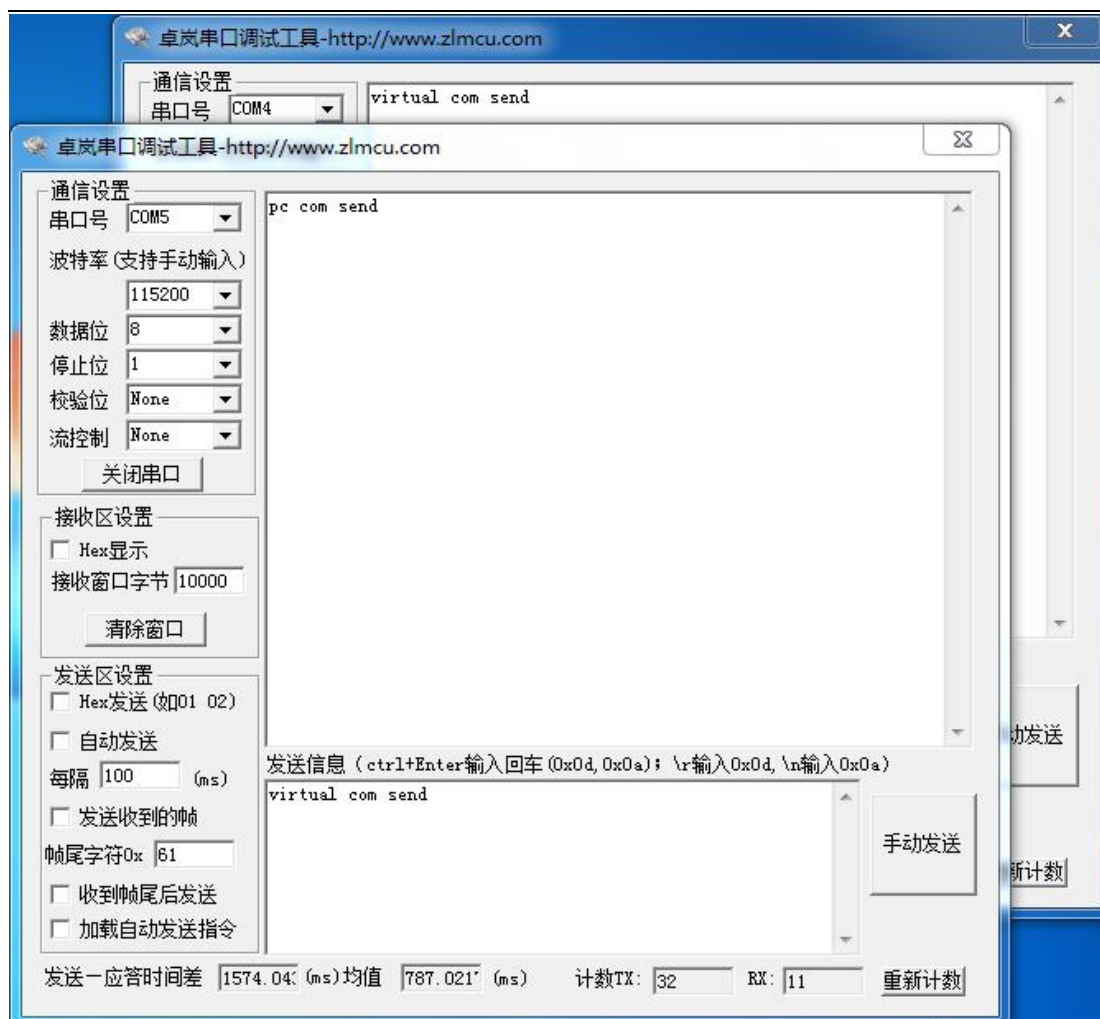 卓岚串口调试工具-http://www.zlmcu.com
通信设置
串口号 COM4
virtual com send
卓岚串口调试工具-http://www.zlmcu.com
通信设置
串口号 COM5
pc com send
波特率(支持手动输入)
115200
数据位 8
停止位 1
校验位 None
流控制 None
关闭串口
接收区设置
Hex显示
接收窗口字节 10000
清除窗口
发送区设置
Hex发送(如01 02)
自动发送
每隔 100 (ms)
发送收到的帧
帧尾字符0x 61
收到帧尾后发送
加载自动发送指令
发送信息(ctrl+Enter输入回车(0x0d,0x0a); \r输入0x0d,\n输入0x0a)
virtual com send
手动发送
动发送
新计数
发送一应答时间差 1574.04 (ms)均值 787.021 (ms) 计数TX: 32 RX: 11 重新计数